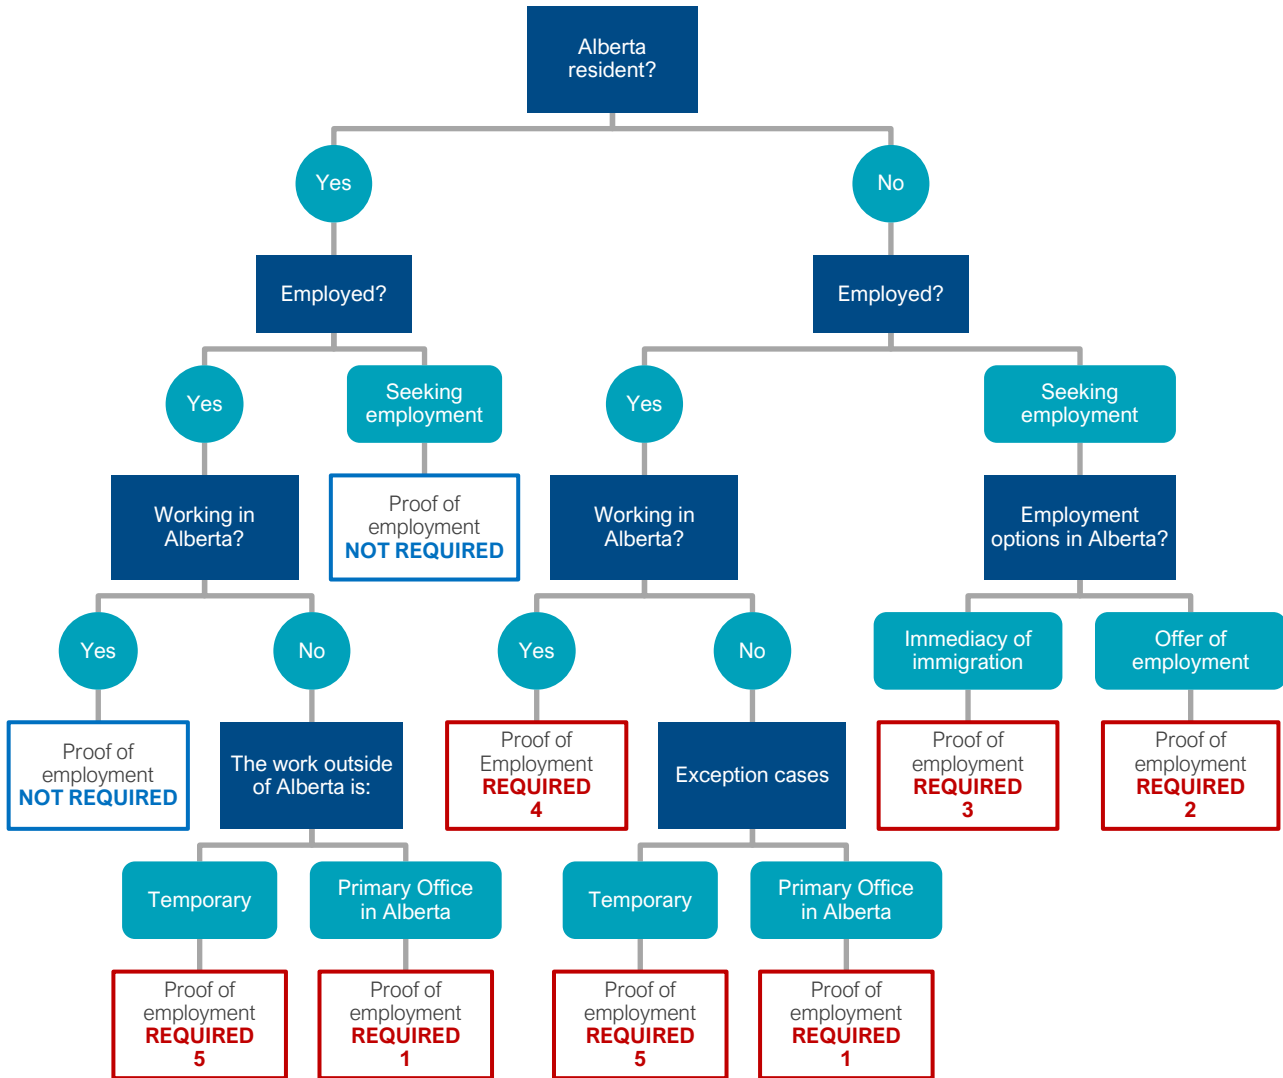 Alberta
resident?
Yes
No
Employed?
Employed?
Yes
Seeking
employment
Yes
Seeking
employment
Working in
Alberta?
Proof of
employment
NOT REQUIRED
Working in
Alberta?
Employment
options in Alberta?
Yes
No
Yes
No
Immediacy of
immigration
Offer of
employment
Proof of
employment
NOT REQUIRED
The work outside
of Alberta is:
Proof of
Employment
REQUIRED
4
Exception cases
Proof of
employment
REQUIRED
3
Proof of
employment
REQUIRED
2
Temporary
Primary Office
in Alberta
Temporary
Primary Office
in Alberta
Proof of
employment
REQUIRED
5
Proof of
employment
REQUIRED
1
Proof of
employment
REQUIRED
5
Proof of
employment
REQUIRED
1